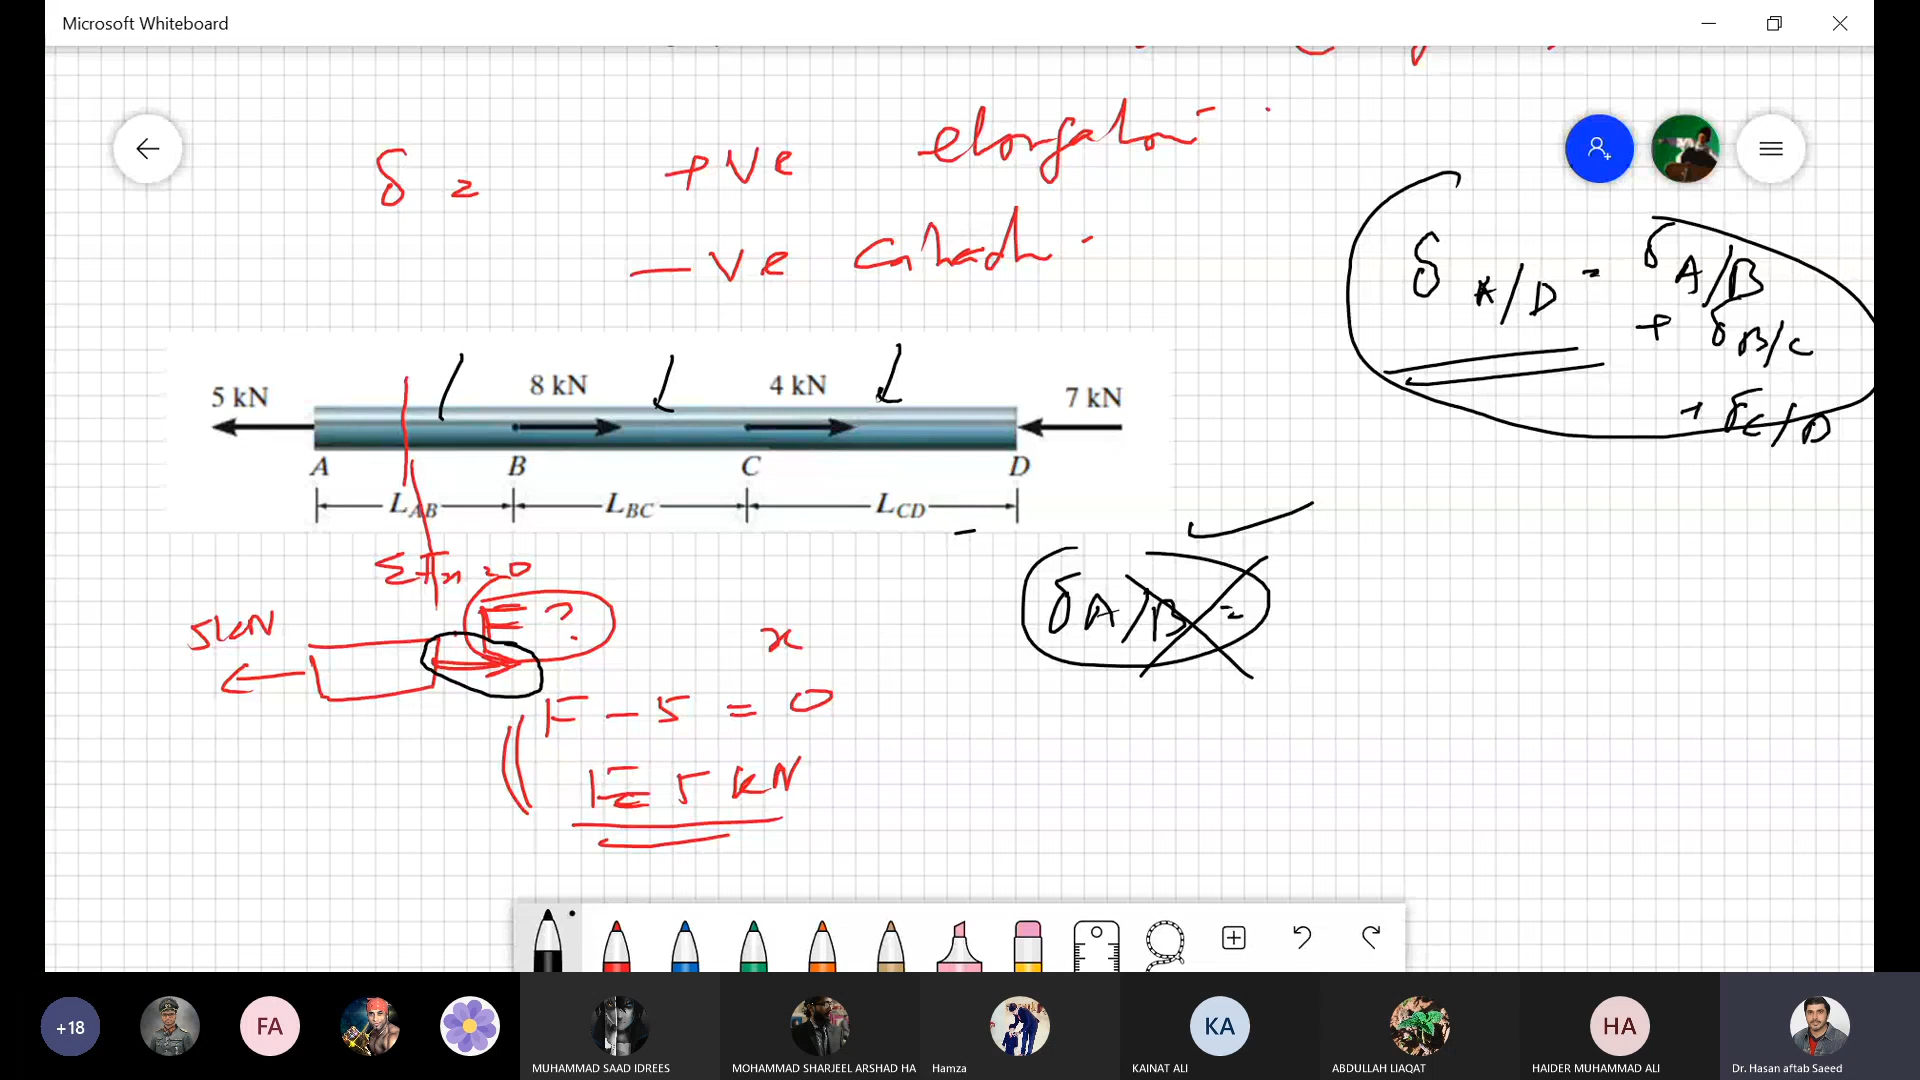 Microsoft Whiteboard
δ =
+ve elongation
-ve
δ A/D = δ A/B
+ δ B/C
+ δ C/D
5 kN
8 kN
4 kN
7 kN
A B C D
L_AB L_BC L_CD
ΣFx = 0
5kN
F ?
x
F - 5 = 0
F = 5 kN
δ A/B =
+18
FA
KA
HA
MUHAMMAD SAAD IDREES
MOHAMMAD SHARJEEL ARSHAD HA
Hamza
KAINAT ALI
ABDULLAH LIAQAT
HAIDER MUHAMMAD ALI
Dr. Hasan aftab Saeed